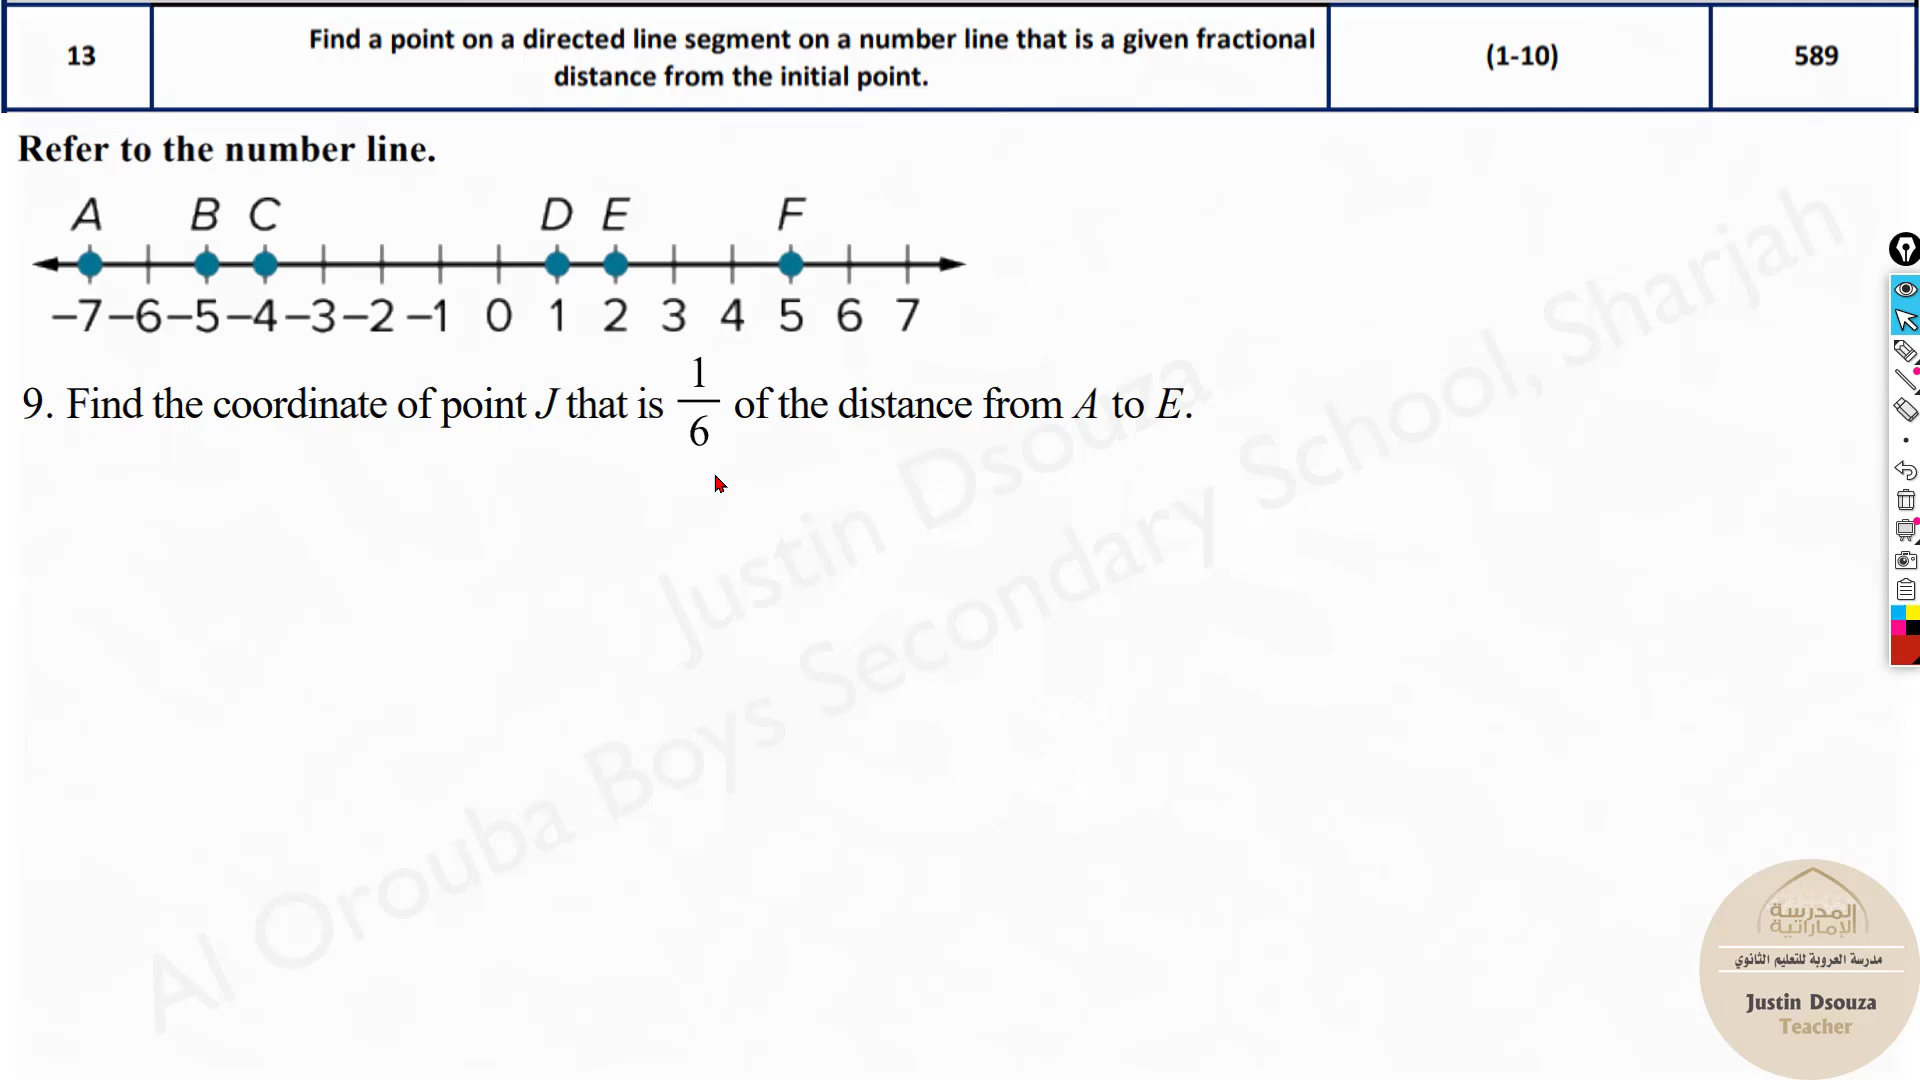 13
Find a point on a directed line segment on a number line that is a given fractional
distance from the initial point.
(1-10)
589
Refer to the number line.
A B C D E F
–7 –6 –5 –4 –3 –2 –1 0 1 2 3 4 5 6 7
9. Find the coordinate of point J that is 1/6 of the distance from A to E.
Justin Dsouza
Al Orouba Boys Secondary School, Sharjah
المدرسة
الإماراتية
مدرسة العروبة للتعليم الثانوي
Justin Dsouza
Teacher